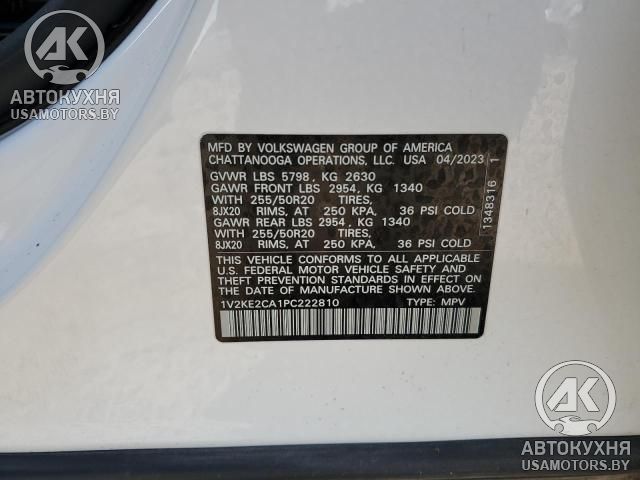 AK
АВТОКУХНЯ
USAMOTORS.BY
MFD BY VOLKSWAGEN GROUP OF AMERICA
CHATTANOOGA OPERATIONS, LLC. USA 04/2023
GVWR LBS 5798, KG 2630
GAWR FRONT LBS 2954, KG 1340
WITH 255/50R20 TIRES,
8JX20 RIMS, AT 250 KPA, 36 PSI COLD
GAWR REAR LBS 2954, KG 1340
WITH 255/50R20 TIRES,
8JX20 RIMS, AT 250 KPA, 36 PSI COLD
THIS VEHICLE CONFORMS TO ALL APPLICABLE
U.S. FEDERAL MOTOR VEHICLE SAFETY AND
THEFT PREVENTION STANDARDS IN EFFECT ON
THE DATE OF MANUFACTURE SHOWN ABOVE.
1V2KE2CA1PC222810 TYPE: MPV
1348316 1
AK
АВТОКУХНЯ
USAMOTORS.BY